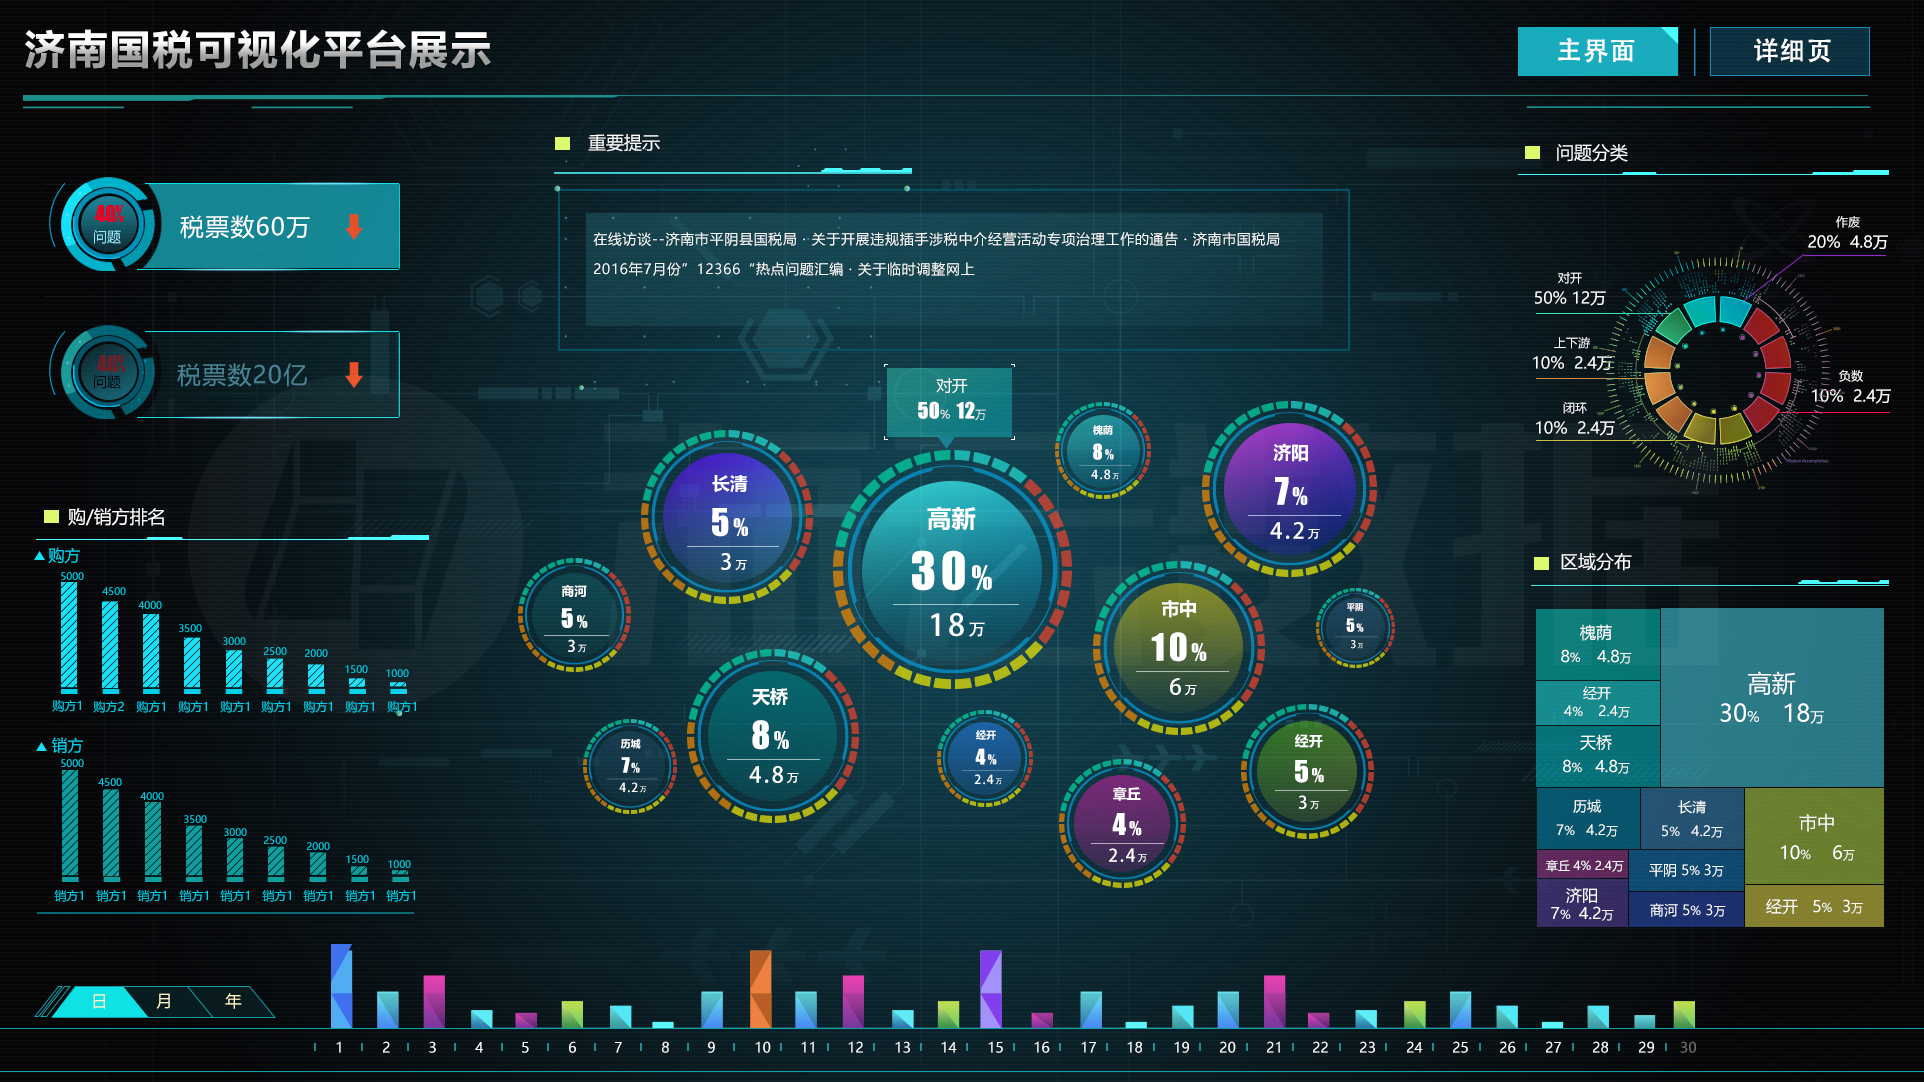 济南国税可视化平台展示
主界面
详细页
40%
问题
税票数60万
40%
问题
税票数20亿
重要提示
在线访谈--济南市平阴县国税局 · 关于开展违规插手涉税中介经营活动专项治理工作的通告 · 济南市国税局
2016年7月份” 12366 “热点问题汇编 · 关于临时调整网上
问题分类
作废
20% 4.8万
对开
50% 12万
上下游
10% 2.4万
闭环
10% 2.4万
负数
10% 2.4万
购/销方排名
购方
5000
4500
4000
3500
3000
2500
2000
1500
1000
购方1 购方2 购方1 购方1 购方1 购方1 购方1 购方1 购方1
销方
5000
4500
4000
3500
3000
2500
2000
1500
1000
销方1 销方1 销方1 销方1 销方1 销方1 销方1 销方1 销方1
对开
50% 12万
槐荫
8%
4.8万
济阳
7%
4.2万
长清
5%
3万
高新
30%
18万
商河
5%
3万
市中
10%
6万
平阴
5%
3万
天桥
8%
4.8万
历城
7%
4.2万
经开
4%
2.4万
经开
5%
3万
章丘
4%
2.4万
区域分布
槐荫
8% 4.8万
经开
4% 2.4万
天桥
8% 4.8万
高新
30% 18万
历城
7% 4.2万
长清
5% 4.2万
市中
10% 6万
章丘 4% 2.4万
平阴 5% 3万
济阳
7% 4.2万
商河 5% 3万
经开 5% 3万
日 月 年
1 2 3 4 5 6 7 8 9 10 11 12 13 14 15 16 17 18 19 20 21 22 23 24 25 26 27 28 29 30